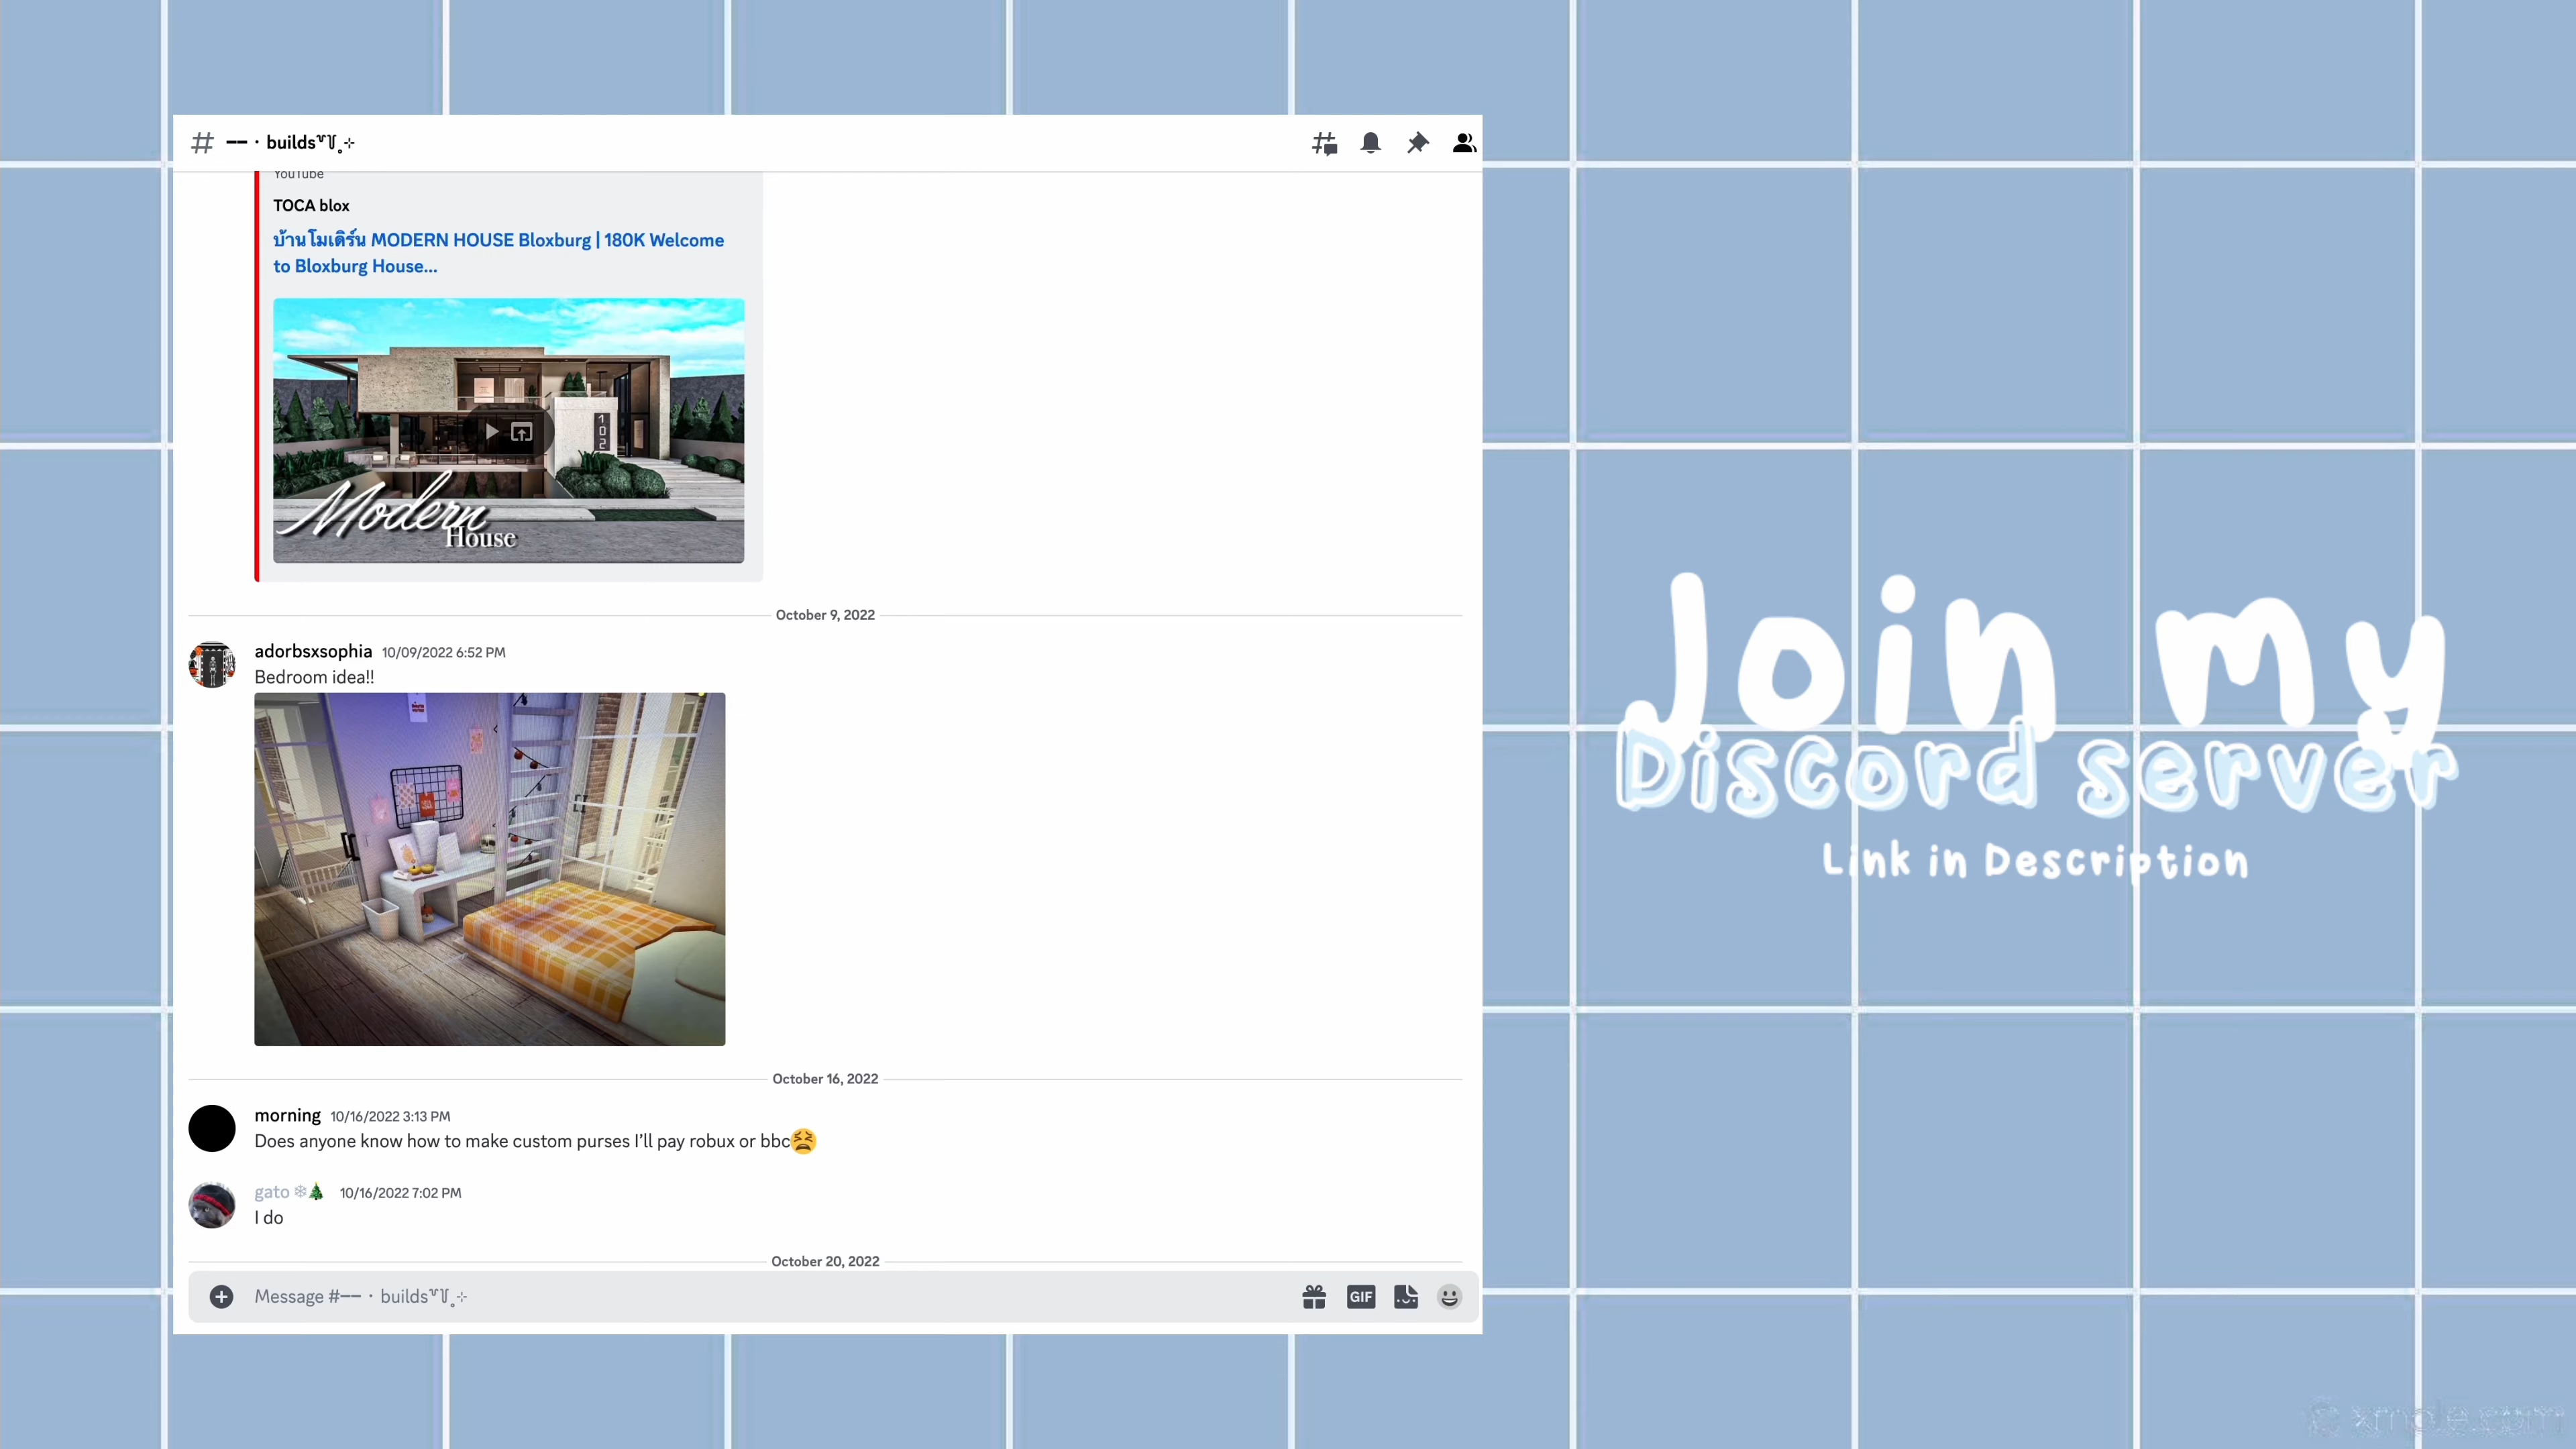 # — · builds
YouTube
TOCA blox
บ้านโมเดิร์น MODERN HOUSE Bloxburg | 180K Welcome
to Bloxburg House...
102
Modern
House
October 9, 2022
adorbsxsophia 10/09/2022 6:52 PM
Bedroom idea!!
October 16, 2022
morning 10/16/2022 3:13 PM
Does anyone know how to make custom purses I'll pay robux or bbc😫
gato ❄🎄 10/16/2022 7:02 PM
I do
October 20, 2022
Message #— · builds
GIF
Join my
Discord server
Link in Description